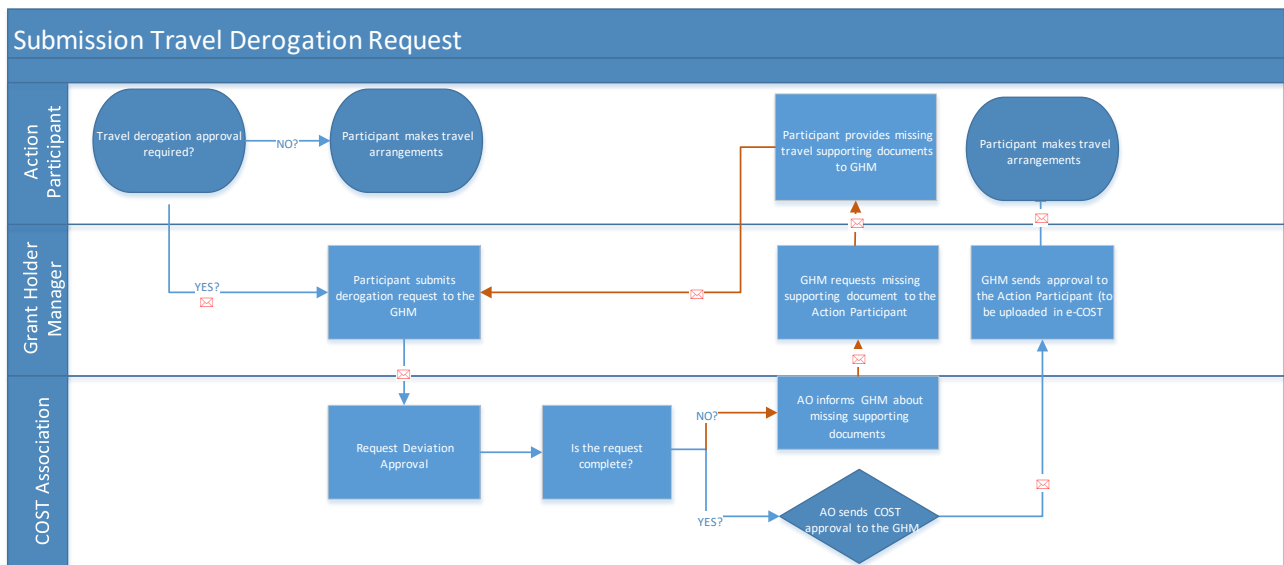 Submission Travel Derogation Request
Action
Participant
Travel derogation approval
required?
NO?
Participant makes travel
arrangements
Participant provides missing
travel supporting documents
to GHM
Participant makes travel
arrangements
Grant Holder
Manager
YES?
Participant submits
derogation request to the
GHM
GHM requests missing
supporting document to the
Action Participant
GHM sends approval to
the Action Participant (to
be uploaded in e-COST
COST Association
Request Deviation
Approval
Is the request
complete?
NO?
AO informs GHM about
missing supporting
documents
YES?
AO sends COST
approval to the GHM